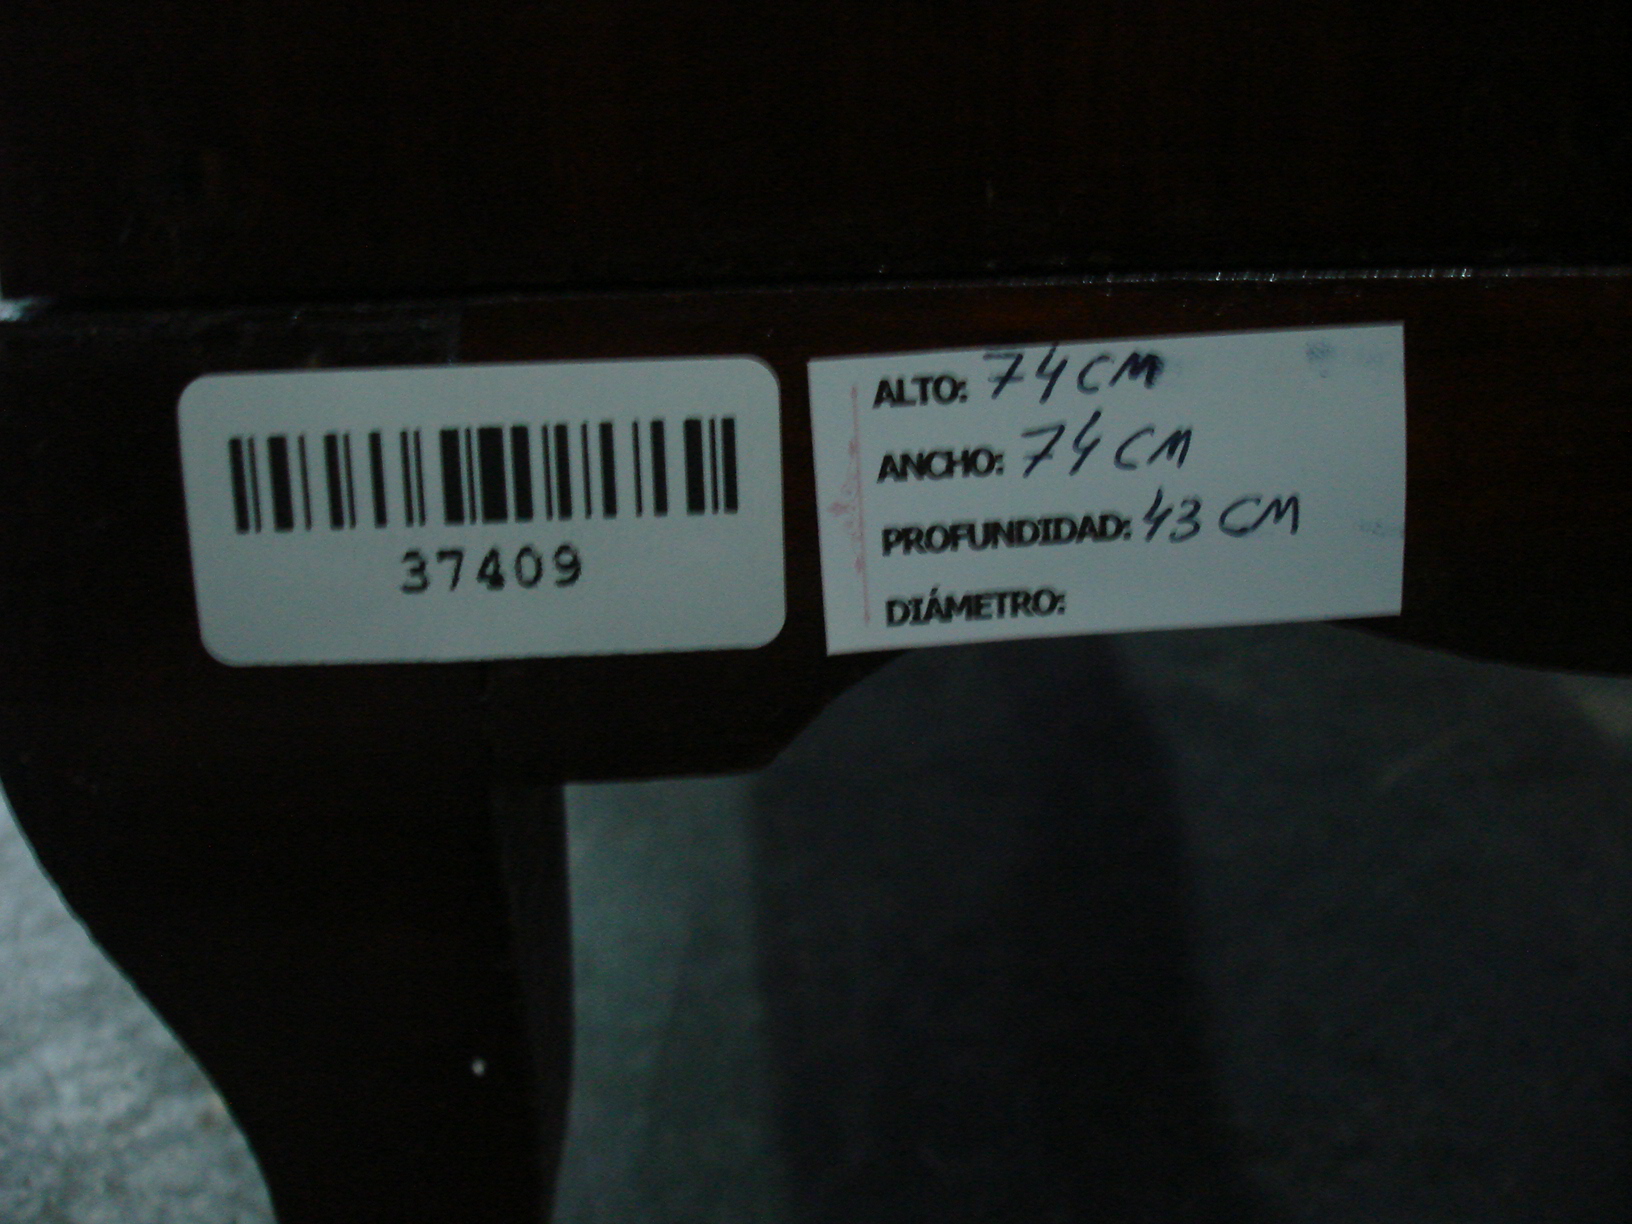 37409
ALTO: 74 CM
ANCHO: 74 CM
PROFUNDIDAD: 43 CM
DIÁMETRO: